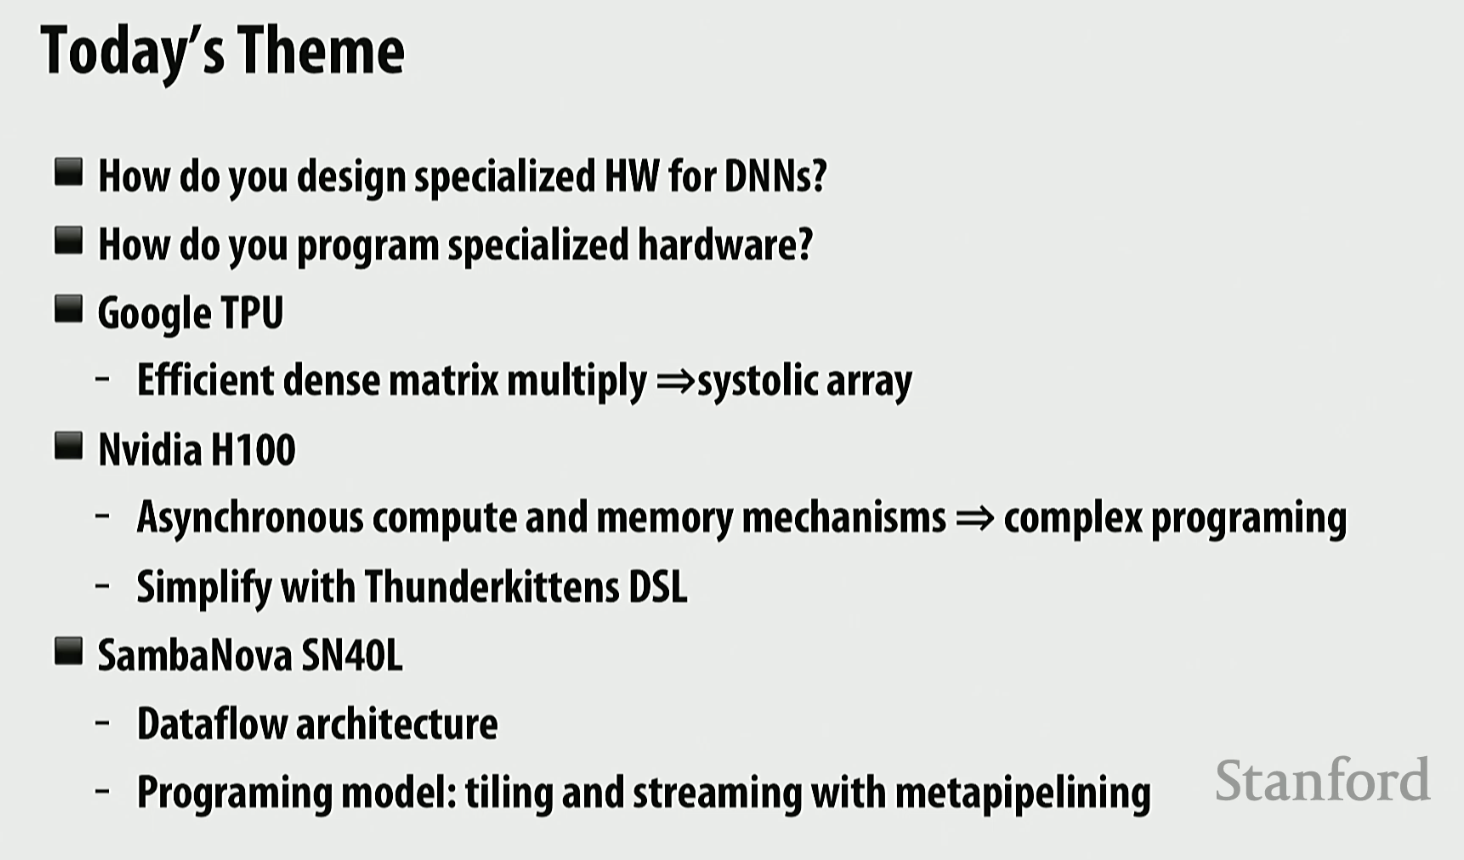 Today's Theme
■ How do you design specialized HW for DNNs?
■ How do you program specialized hardware?
■ Google TPU
– Efficient dense matrix multiply ⇒systolic array
■ Nvidia H100
– Asynchronous compute and memory mechanisms ⇒ complex programing
– Simplify with Thunderkittens DSL
■ SambaNova SN40L
– Dataflow architecture
– Programing model: tiling and streaming with metapipelining
Stanford